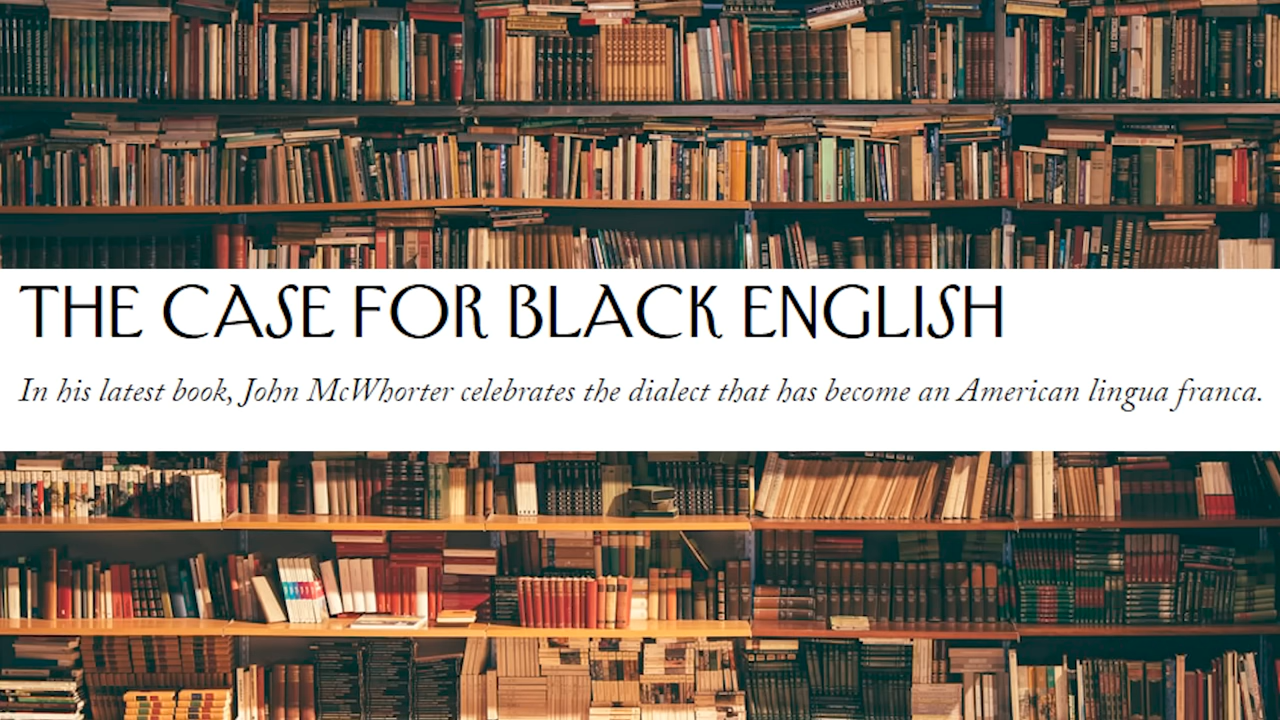 THE CASE FOR BLACK ENGLISH
In his latest book, John McWhorter celebrates the dialect that has become an American lingua franca.